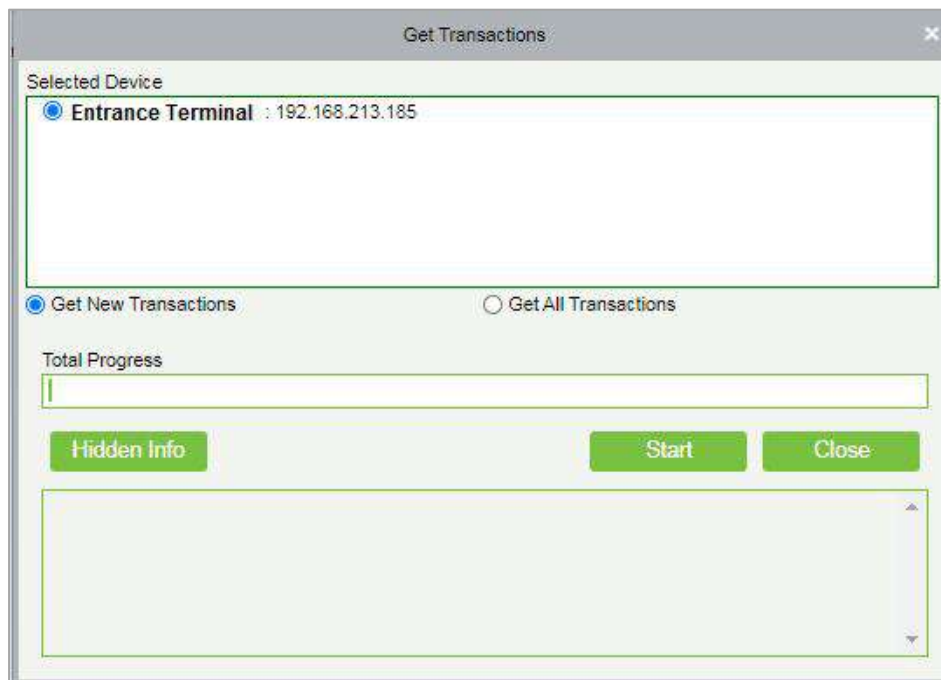 Get Transactions
Selected Device
Entrance Terminal : 192.168.213.185
Get New Transactions Get All Transactions
Total Progress
Hidden Info Start Close